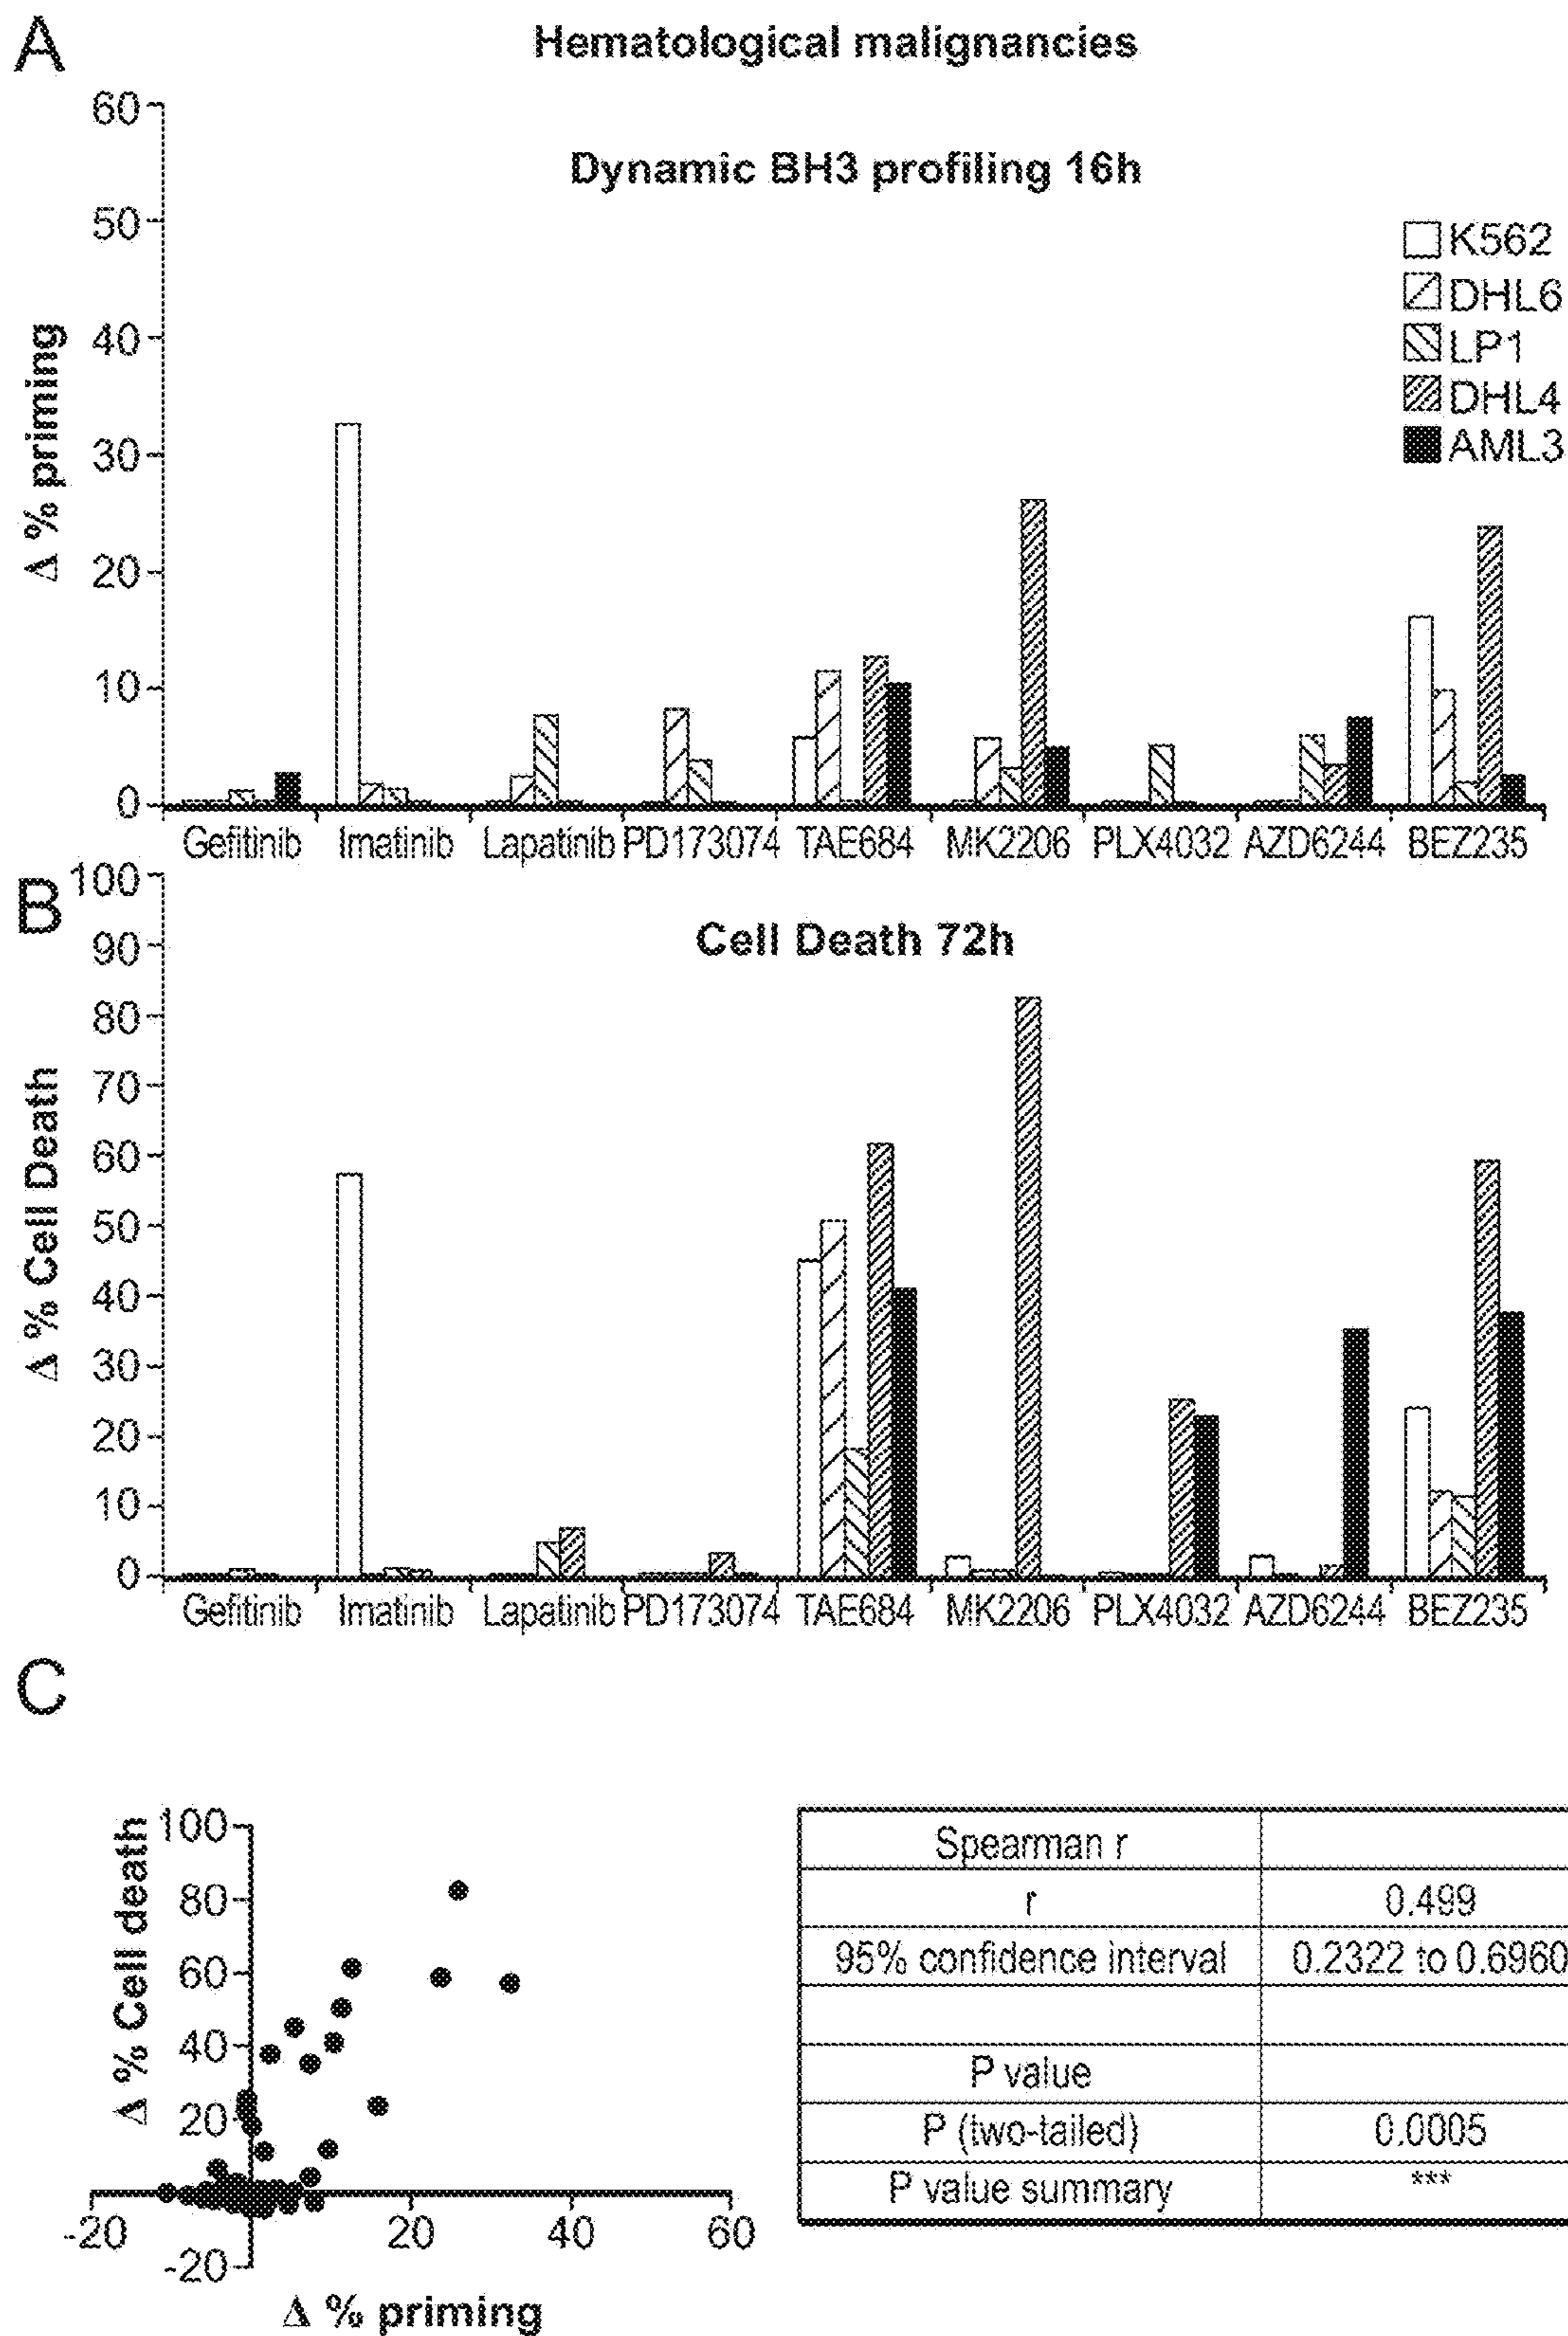 A
Hematological malignancies
60
Dynamic BH3 profiling 16h
50
K562
DHL6
LP1
DHL4
AML3
40
30
20
10
0
Δ % priming
Gefitinib Imatinib Lapatinib PD173074 TAE684 MK2206 PLX4032 AZD6244 BEZ235
B
Cell Death 72h
100
90
80
70
60
50
40
30
20
10
0
Δ % Cell Death
Gefitinib Imatinib Lapatinib PD173074 TAE684 MK2206 PLX4032 AZD6244 BEZ235
C
100
80
60
40
20
-20
Δ % Cell death
-20 20 40 60
Δ % priming
Spearman r
r 0.499
95% confidence interval 0.2322 to 0.6960
P value
P (two-tailed) 0.0005
P value summary ***